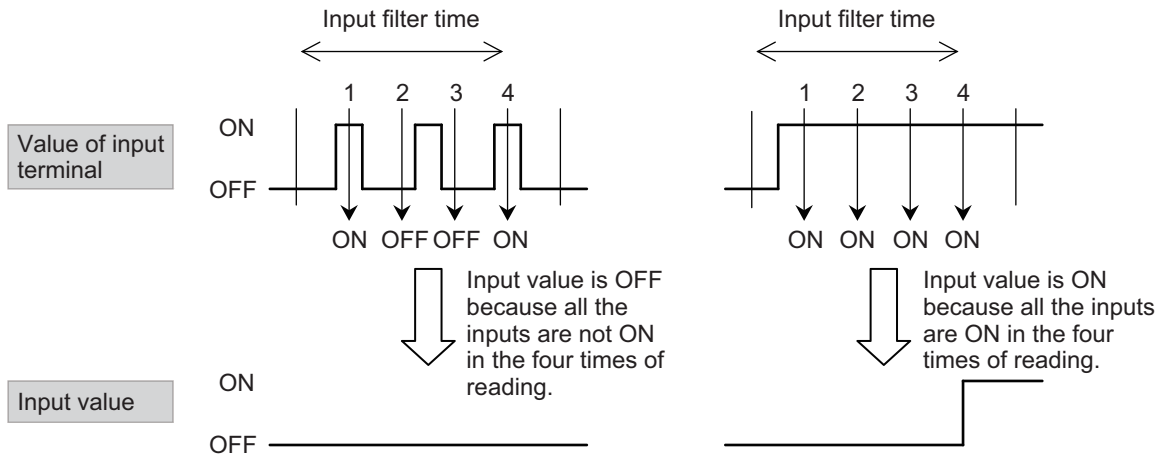 Input filter time
Input filter time
1 2 3 4
1 2 3 4
Value of input
terminal
ON
OFF
ON OFF OFF ON
ON ON ON ON
Input value is OFF
because all the
inputs are not ON
in the four times of
reading.
Input value is ON
because all the inputs
are ON in the four
times of reading.
Input value
ON
OFF